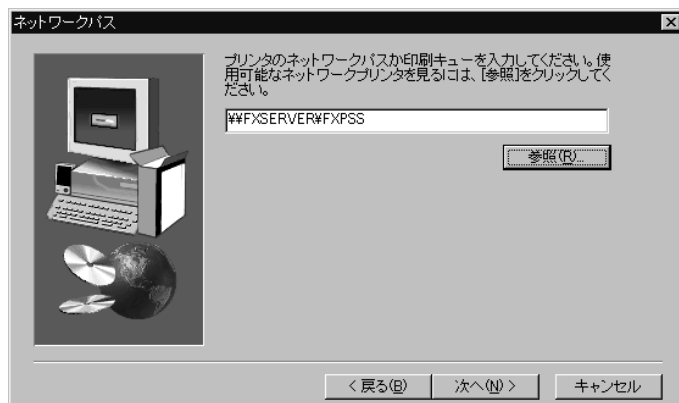 ネットワークパス
プリンタのネットワークパスか印刷キューを入力してください。使
用可能なネットワークプリンタを見るには、[参照]をクリックしてく
ださい。
¥¥FXSERVER¥FXPSS
参照(R)...
< 戻る(B)
次へ(N) >
キャンセル